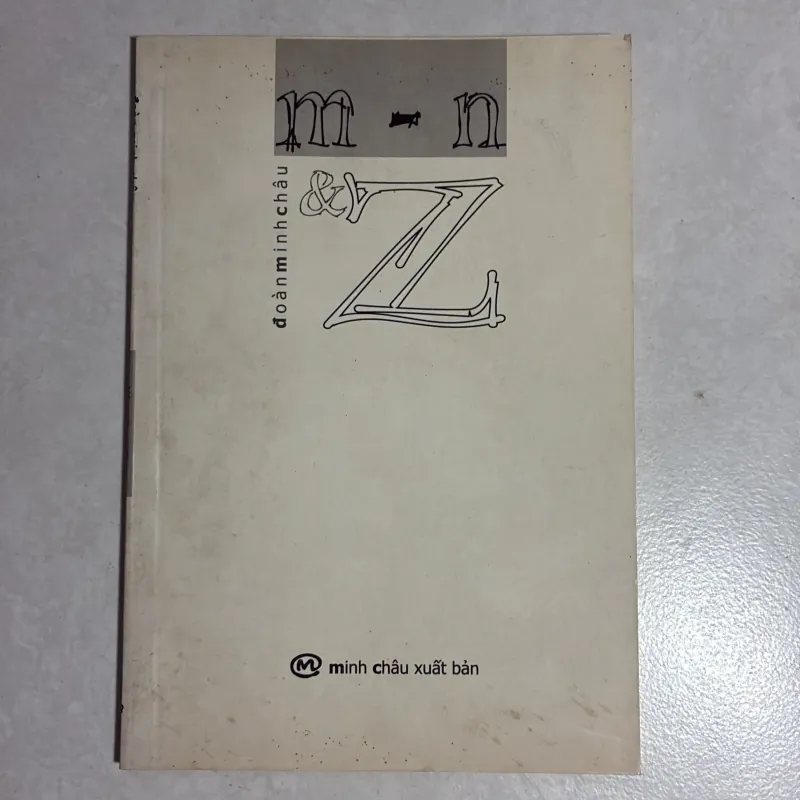 m - n
& Z
đoànminhchâu
minh châu xuất bản